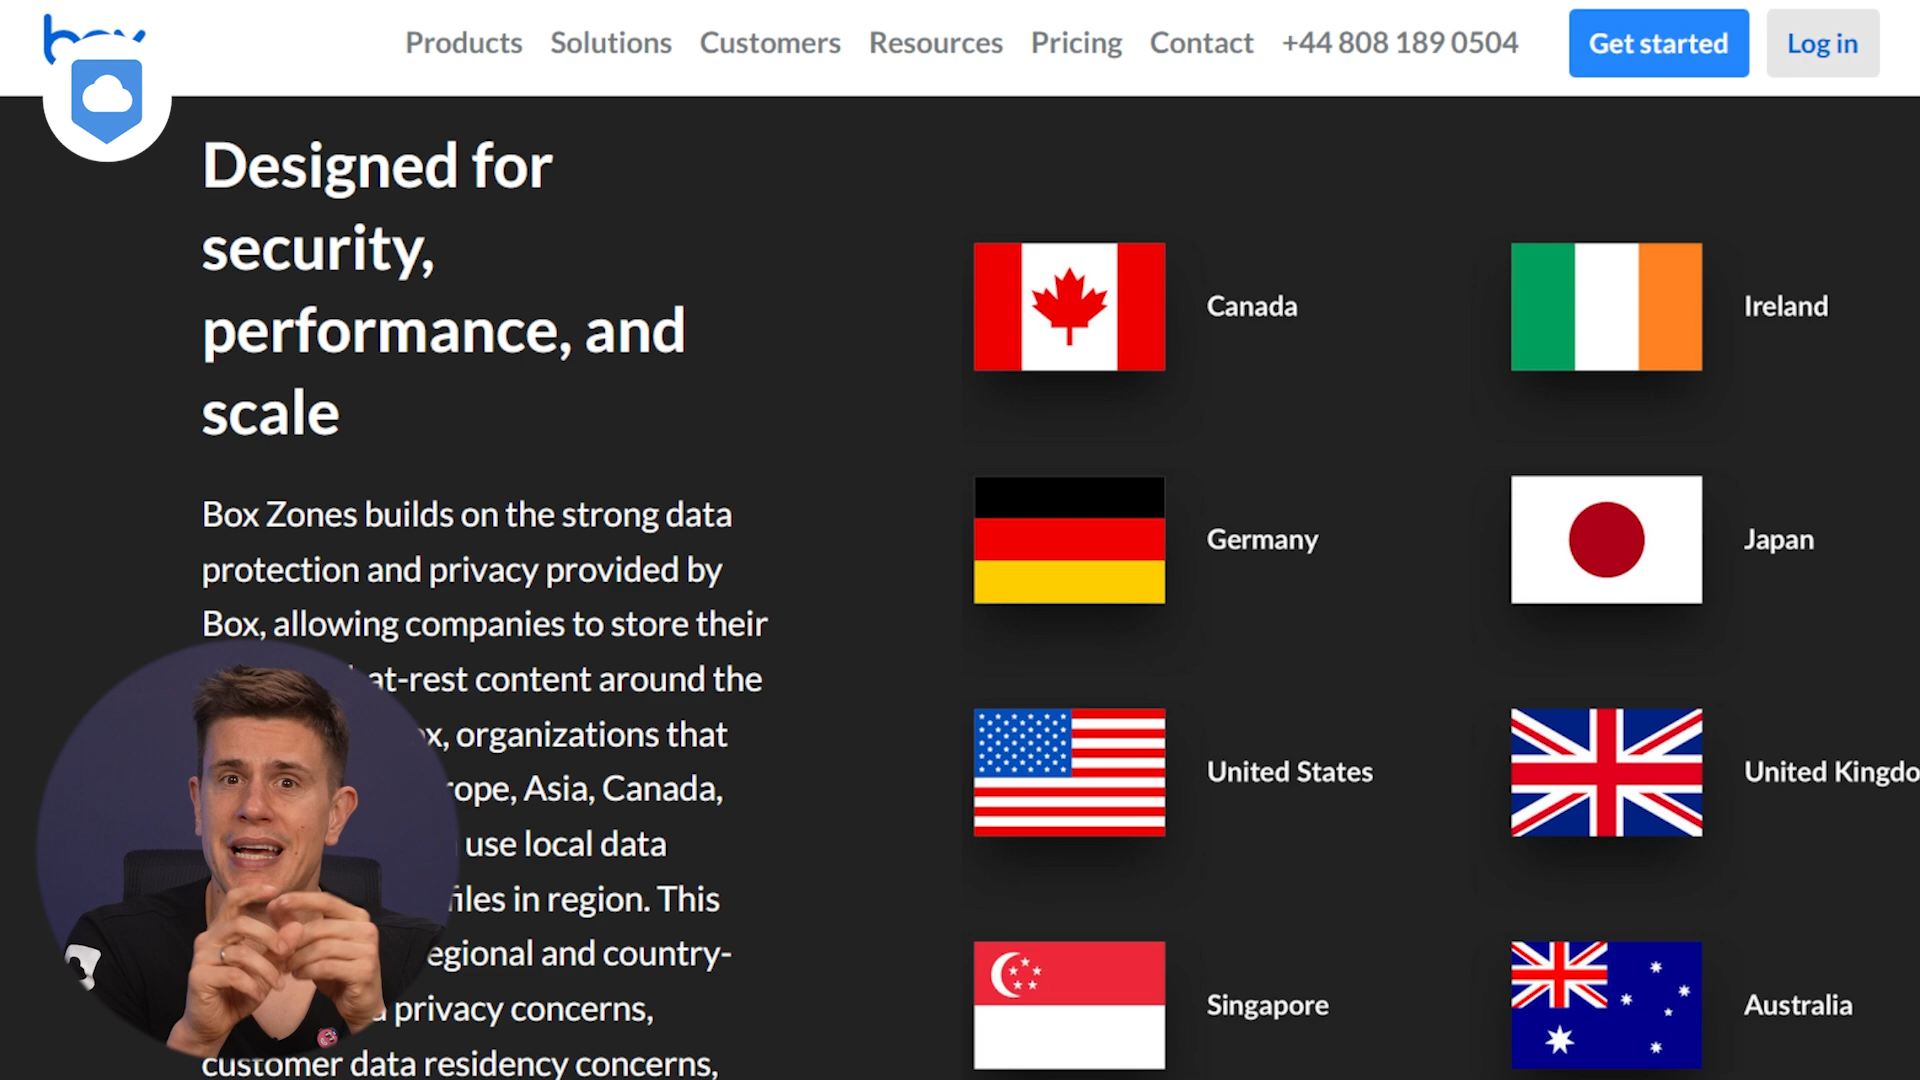 Products Solutions Customers Resources Pricing Contact +44 808 189 0504 Get started Log in
Designed for
security,
performance, and
scale
Box Zones builds on the strong data
protection and privacy provided by
Box, allowing companies to store their
at-rest content around the
organizations that
Asia, Canada,
use local data
files in region. This
and country-
privacy concerns,
customer data residency concerns,
Canada
Ireland
Germany
Japan
United States
United Kingdo
Singapore
Australia